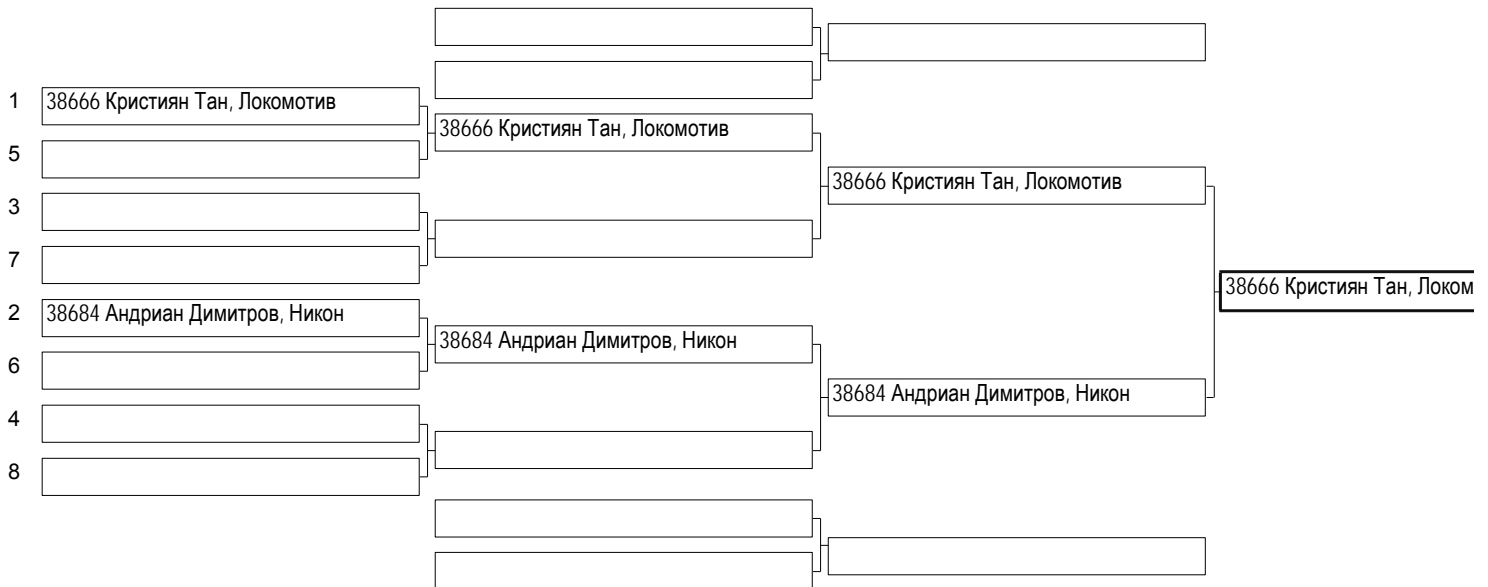 1 38666 Кристиян Тан, Локомотив
38666 Кристиян Тан, Локомотив
5
38666 Кристиян Тан, Локомотив
3
7
38666 Кристиян Тан, Локом
2 38684 Андриан Димитров, Никон
38684 Андриан Димитров, Никон
6
38684 Андриан Димитров, Никон
4
8